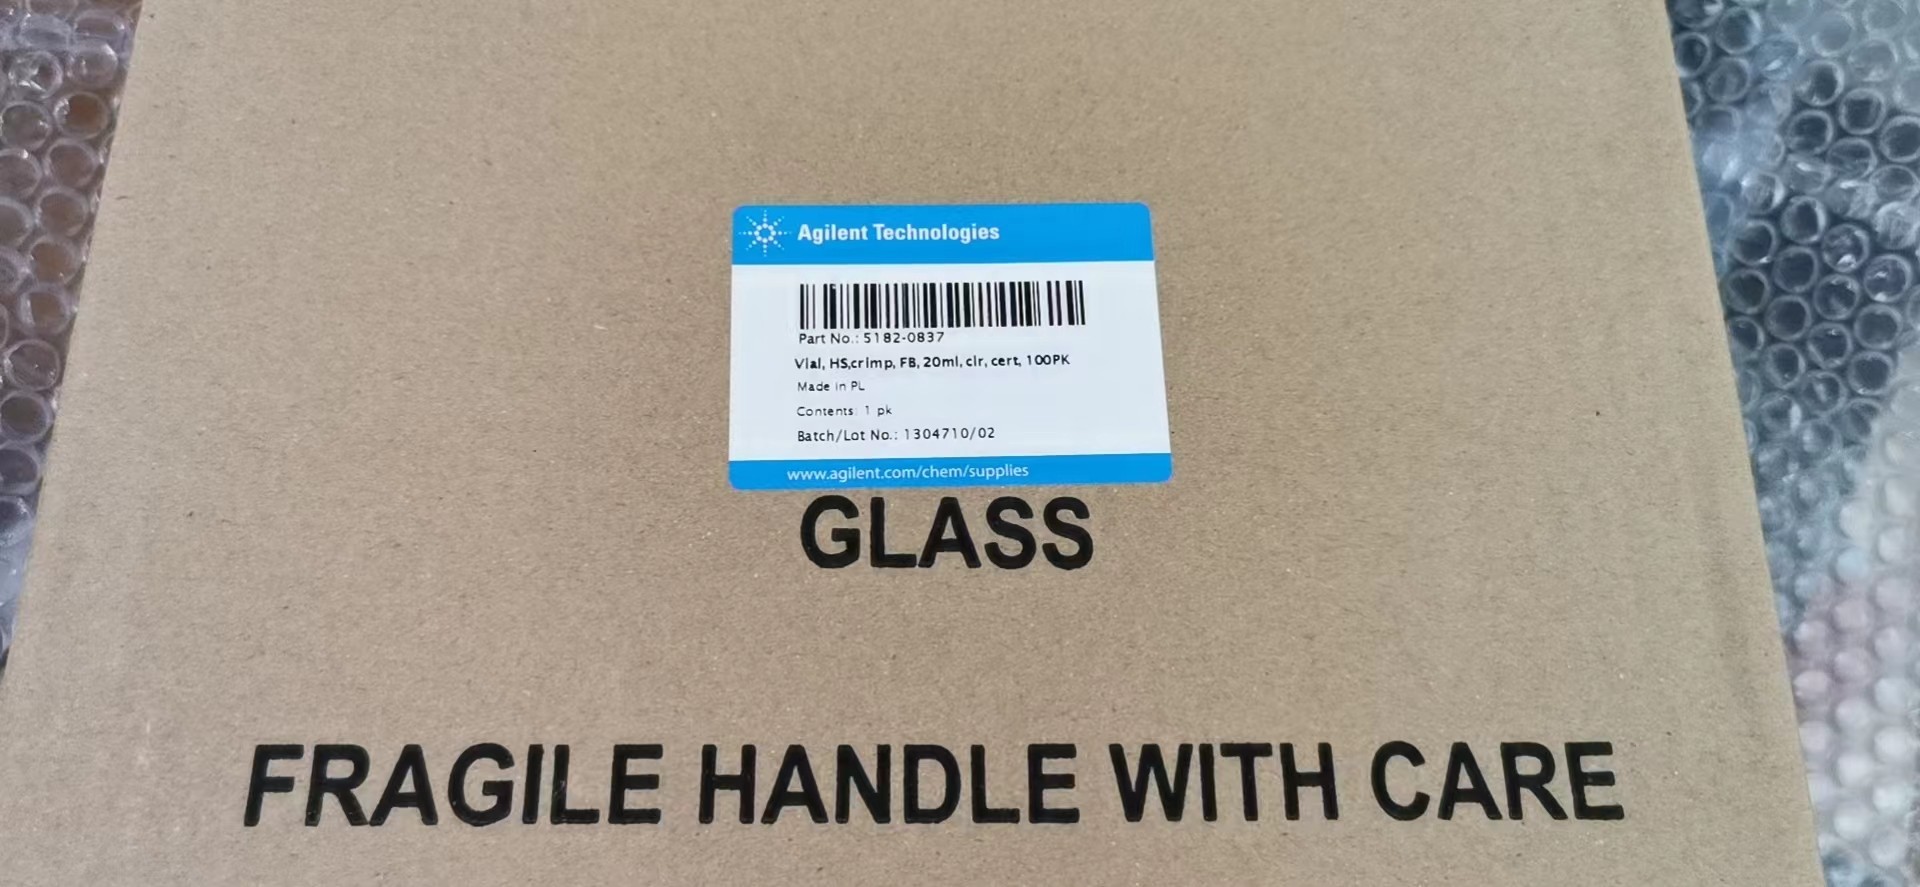 Agilent Technologies
Part No.: 5182-0837
Vial, HS,crimp, FB, 20ml, clr, cert, 100PK
Made in PL
Contents: 1 pk
Batch/Lot No.: 1304710/02
www.agilent.com/chem/supplies
GLASS
FRAGILE HANDLE WITH CARE